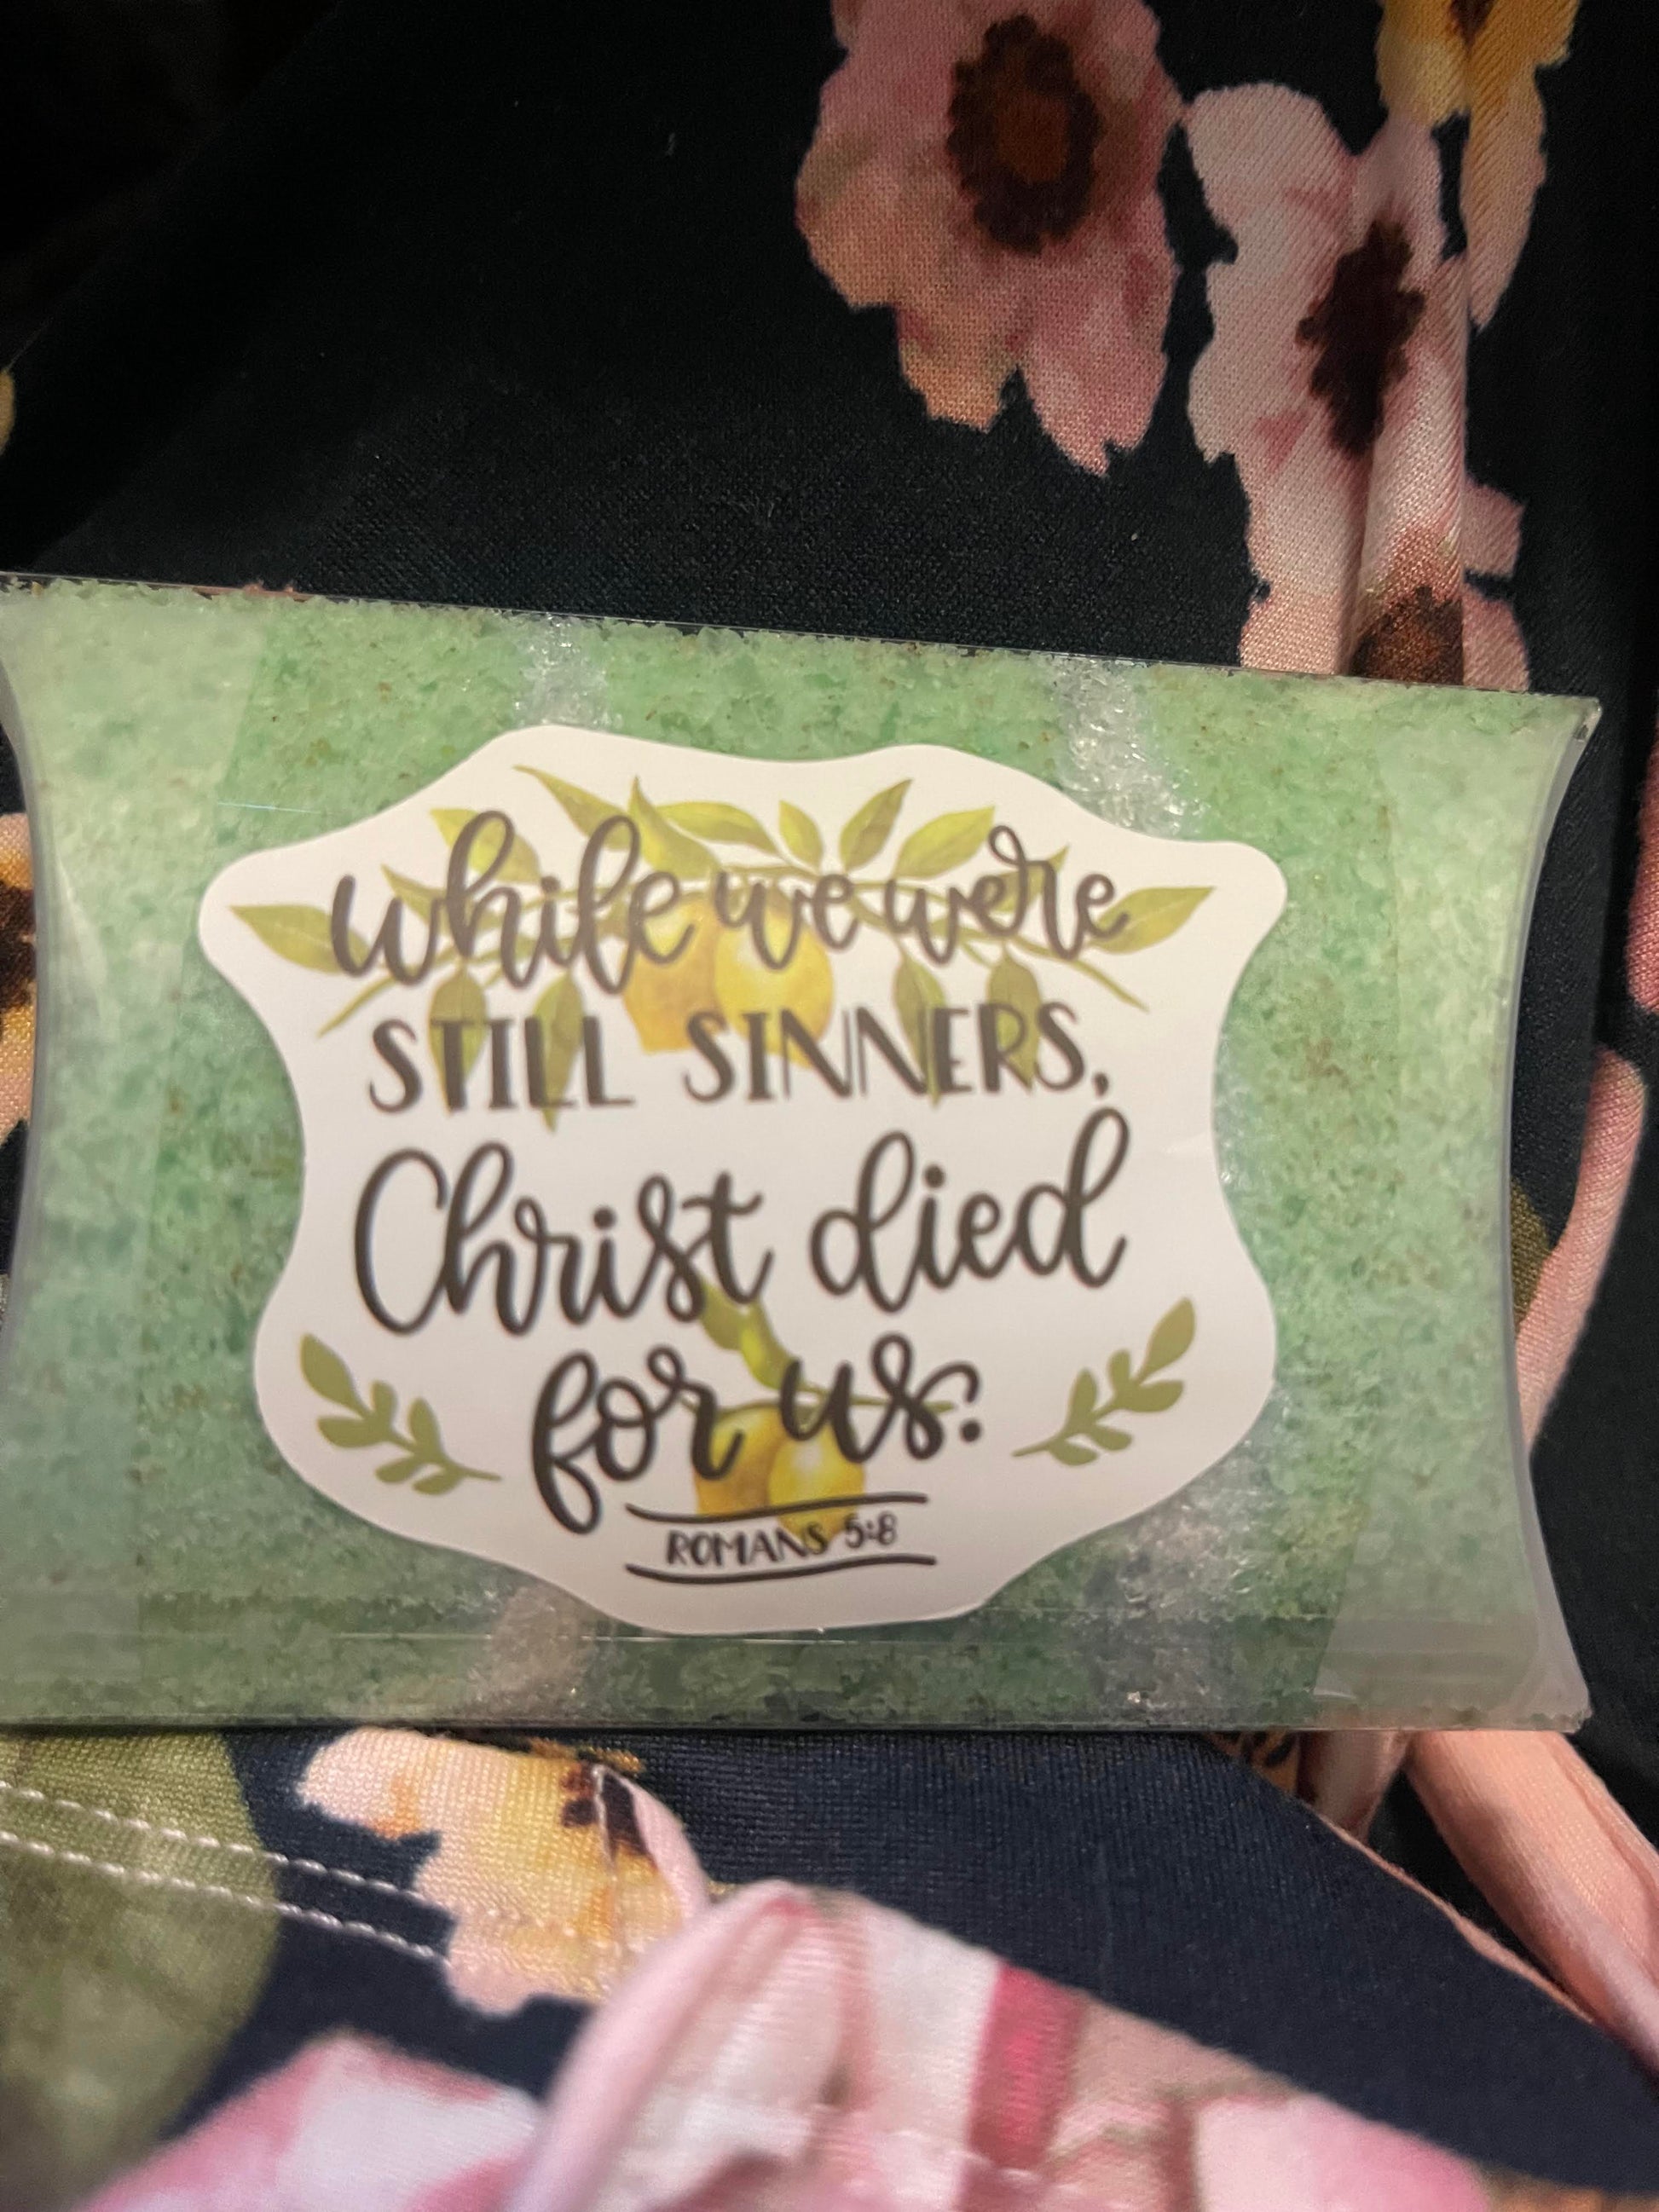 while we were
STILL SINNERS,
Christ died
for us.
ROMANS 5:8